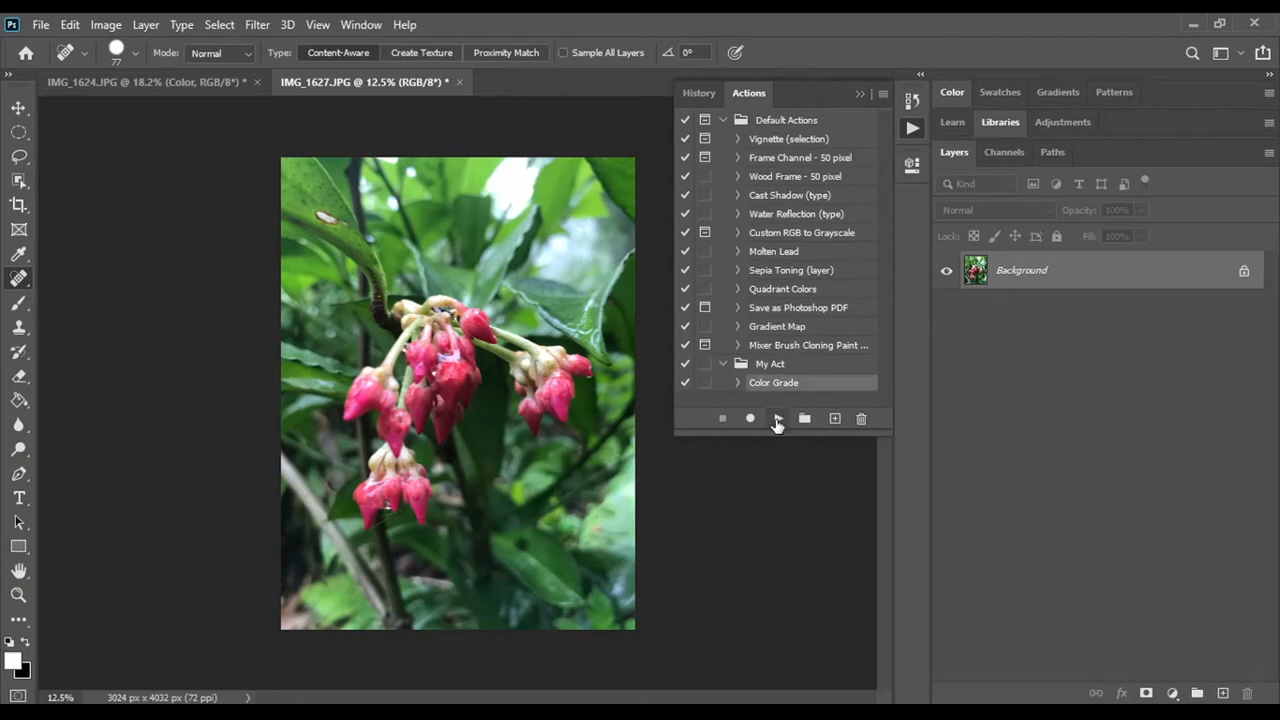 Ps File Edit Image Layer Type Select Filter 3D View Window Help
77 Mode: Normal Type: Content-Aware Create Texture Proximity Match Sample All Layers 0°
IMG_1624.JPG @ 18.2% (Color, RGB/8*) * × IMG_1627.JPG @ 12.5% (RGB/8*) * ×
History Actions
Default Actions
Vignette (selection)
Frame Channel - 50 pixel
Wood Frame - 50 pixel
Cast Shadow (type)
Water Reflection (type)
Custom RGB to Grayscale
Molten Lead
Sepia Toning (layer)
Quadrant Colors
Save as Photoshop PDF
Gradient Map
Mixer Brush Cloning Paint ...
My Act
Color Grade
Color Swatches Gradients Patterns
Learn Libraries Adjustments
Layers Channels Paths
Kind
Normal Opacity: 100%
Lock: Fill: 100%
Background
fx
12.5% 3024 px x 4032 px (72 ppi)